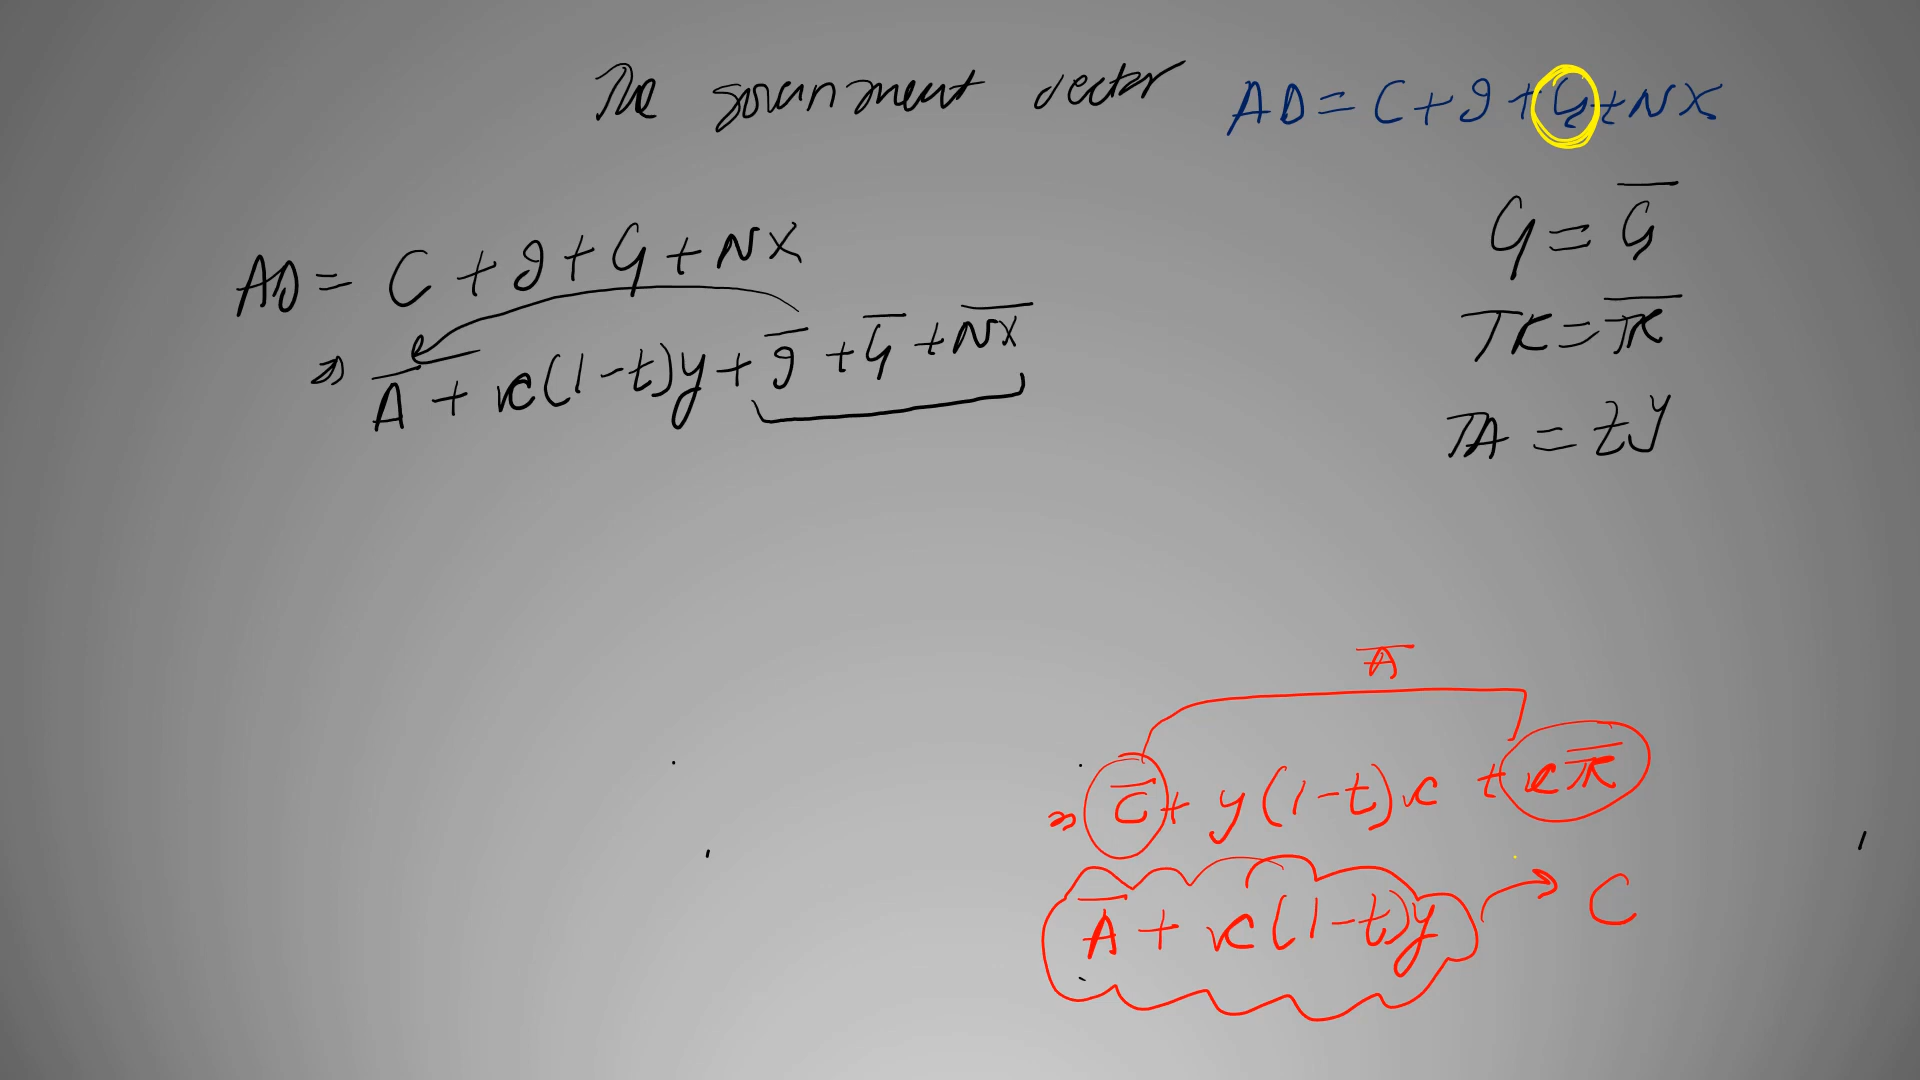 The government sector AD = C + I + G + NX
G = G̅
TR = T̅R̅
TA = tY
AD = C + I + G + NX
⇒ A̅ + c(1-t)y + I̅ + G̅ + N̅X̅
A̅
⇒ C̅ + y(1-t)c + cT̅R̅
A̅ + c(1-t)y → C